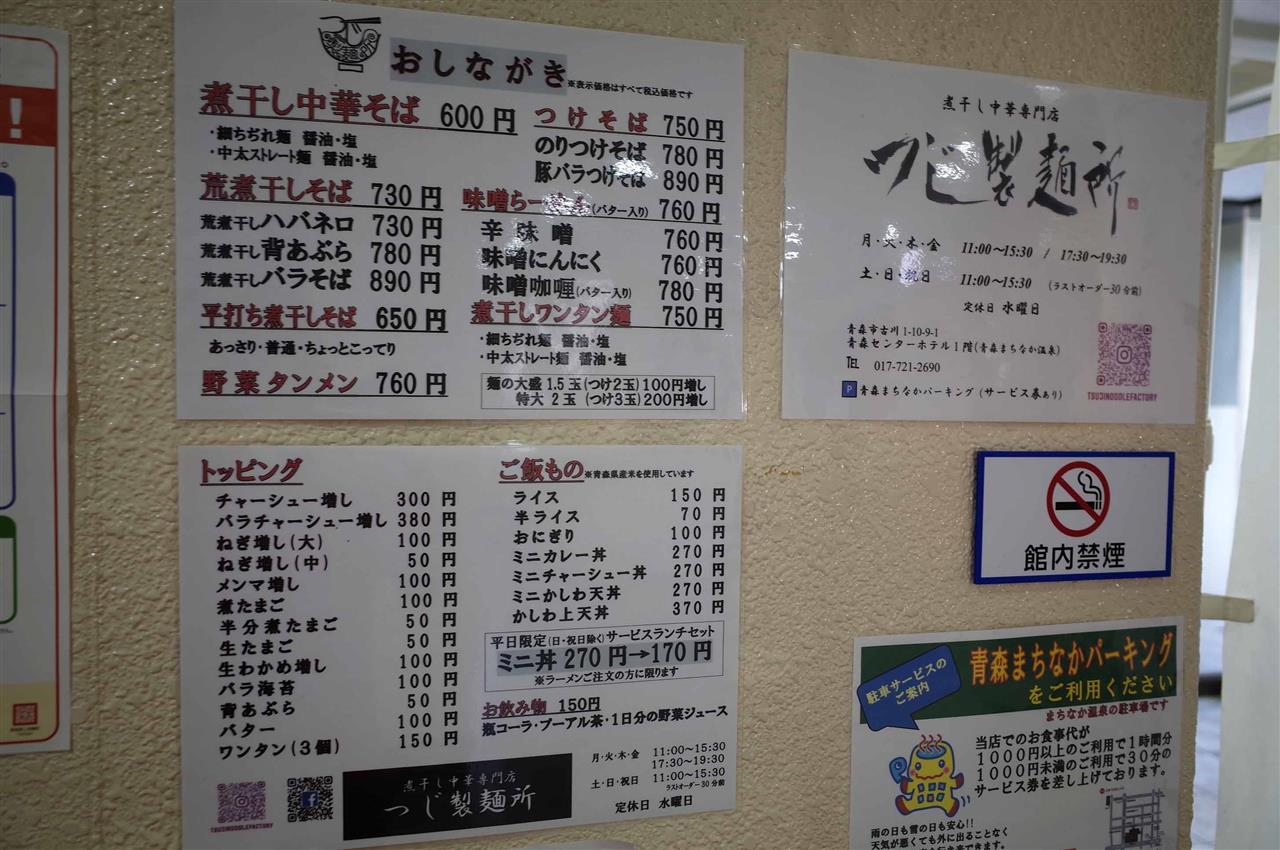 おしながき
※表示価格はすべて税込価格です
煮干し中華そば 600円
・細ちぢれ麺 醤油・塩
・中太ストレート麺 醤油・塩
荒煮干しそば 730円
荒煮干しハバネロ 730円
荒煮干し背あぶら 780円
荒煮干しバラそば 890円
平打ち煮干しそば 650円
あっさり・普通・ちょっとこってり
野菜タンメン 760円
つけそば 750円
のりつけそば 780円
豚バラつけそば 890円
味噌らーめん(バター入り) 760円
辛味噌 760円
味噌にんにく 760円
味噌咖喱(バター入り) 780円
煮干しワンタン麺 750円
・細ちぢれ麺 醤油・塩
・中太ストレート麺 醤油・塩
麺の大盛 1.5玉(つけ2玉)100円増し
特大 2玉 (つけ3玉)200円増し
煮干し中華専門店
つじ製麺所
月・火・木・金 11:00～15:30 / 17:30～19:30
土・日・祝日 11:00～15:30 (ラストオーダー30分前)
定休日 水曜日
青森市古川1-10-9-1
青森センターホテル1階(青森まちなか温泉)
TEL 017-721-2690
P 青森まちなかパーキング (サービス券あり)
TSUJINOODLEFACTORY
トッピング
チャーシュー増し 300円
バラチャーシュー増し 380円
ねぎ増し(大) 100円
ねぎ増し(中) 50円
メンマ増し 100円
煮たまご 100円
半分煮たまご 50円
生たまご 50円
生わかめ増し 100円
バラ海苔 100円
背あぶら 50円
バター 100円
ワンタン(3個) 150円
TSUJINOODLEFACTORY
ご飯もの ※青森県産米を使用しています
ライス 150円
半ライス 70円
おにぎり 100円
ミニカレー丼 270円
ミニチャーシュー丼 270円
ミニかしわ天丼 270円
かしわ上天丼 370円
平日限定(日・祝日除く)サービスランチセット
ミニ丼 270円→170円
※ラーメンご注文の方に限ります
お飲み物 150円
瓶コーラ・プーアル茶・1日分の野菜ジュース
煮干し中華専門店
つじ製麺所
月・火・木・金 11:00～15:30
17:30～19:30
土・日・祝日 11:00～15:30
ラストオーダー30分前
定休日 水曜日
館内禁煙
駐車サービスの
ご案内
青森まちなかパーキング
をご利用ください
まちなか温泉の駐車場です
当店でのお食事代が
1000円以上のご利用で1時間分
1000円未満のご利用で30分の
サービス券を差し上げております。
雨の日も雪の日も安心!!
天気が悪くても外に出ることなく